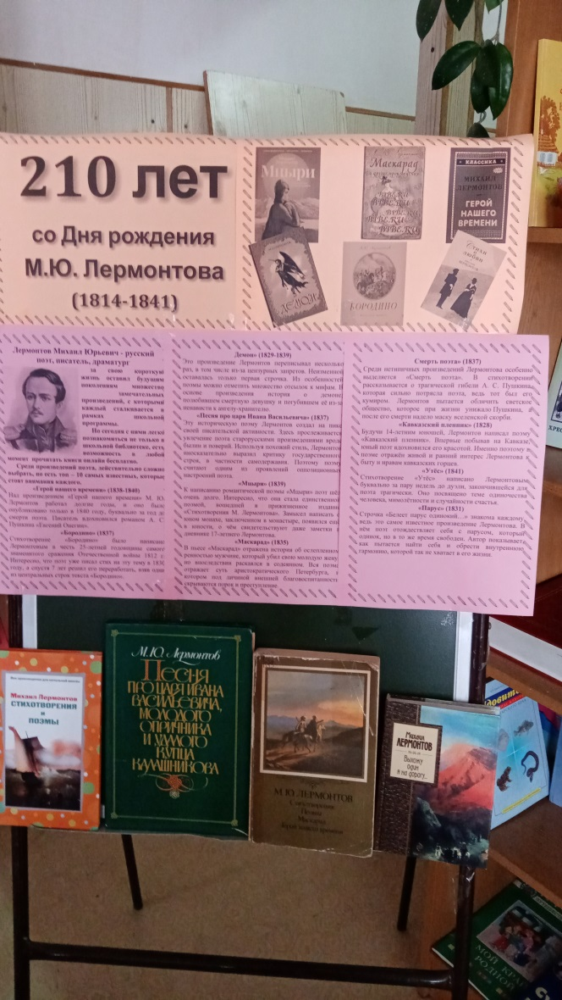 210 лет
со Дня рождения
М.Ю. Лермонтова
(1814-1841)
Мцыри
Маскарад
КЛАССИКА
МИХАИЛ
ЛЕРМОНТОВ
ГЕРОЙ
НАШЕГО
ВРЕМЕНИ
ДЕМОН
БОРОДИНО
Стихи
о любви
Лермонтов Михаил Юрьевич - русский
поэт, писатель, драматург
за свою короткую
жизнь оставил будущим
поколениям множество
замечательных
произведений, с которыми
каждый сталкивается в
рамках школьной
программы.
Но сегодня с ними легко
познакомиться не только в
школьной библиотеке, есть
возможность в любой
момент прочитать книги онлайн бесплатно.
Среди произведений поэта, действительно сложно
выбрать, но есть топ – 10 самых известных, которые
стоят внимания каждого.
«Герой нашего времени» (1838-1840)
Над произведением «Герой нашего времени» М. Ю.
Лермонтов работал долгие годы, и оно было
опубликовано только в 1840 году, буквально за год до
смерти поэта. Писатель вдохновлялся романом А. С.
Пушкина «Евгений Онегин».
«Бородино» (1837)
Стихотворение «Бородино» было написано
Лермонтовым в честь 25-летней годовщины самого
знаменитого сражения Отечественной войны 1812 г.
Интересно, что поэт уже писал стих на эту тему в 1830
году, а спустя 7 лет решил его переработать, взяв один
из центральных строк текста «Бородино».
Демон» (1829-1839)
Это произведение Лермонтов переписывал несколько
раз, в том числе из-за цензурных запретов. Неизменной
оставалась только первая строчка. Из особенностей
поэмы можно отметить множество отсылок к мифам. В
основе произведения история о демоне,
полюбившем смертную девушку и погубившем её из-за
ненависти к ангелу-хранителю.
«Песня про царя Ивана Васильевича» (1837)
Эту историческую поэму Лермонтов создал на пике
своей писательской активности. Здесь прослеживается
увлечение поэта старорусскими произведениями вроде
былин и поверий. Используя похожий стиль, Лермонтов
иносказательно выразил критику государственного
строя, в частности самодержавия. Поэтому поэму
считают одним из проявлений оппозиционных
настроений поэта.
«Мцыри» (1839)
К написанию романтической поэмы «Мцыри» поэт шёл
очень долго. Интересно, что она стала единственной
поэмой, вошедшей в прижизненное издание
«Стихотворения М. Лермонтова». Замысел написать о
юном монахе, заключенном в монастыре, появился ещё
в юности, о чём свидетельствуют даже заметки в
дневнике 17-летнего Лермонтова.
«Маскарад» (1835)
В пьесе «Маскарад» отражена история об ослепленном
ревностью мужчине, который убил свою молодую жену,
но впоследствии раскаялся в содеянном. Вся поэма
отражает суть аристократического Петербурга, в
котором под личиной внешней благовоспитанности
скрываются порок и преступление.
Смерть поэта» (1837)
Среди нетипичных произведений Лермонтова особенно
выделяется «Смерть поэта». В стихотворении
рассказывается о трагической гибели А. С. Пушкина,
которая сильно потрясла поэта, ведь тот был его
кумиром. Лермонтов пытается обличить светское
общество, которое при жизни унижало Пушкина, а
после его смерти надело маску вселенской скорби.
«Кавказский пленник» (1828)
Будучи 14-летним юношей, Лермонтов написал поэму
«Кавказский пленник». Впервые побывав на Кавказе,
юный поэт вдохновился его красотой. Именно поэтому в
поэме отражён живой и ранний интерес Лермонтова к
быту и нравам кавказских горцев.
«Утёс» (1841)
Стихотворение «Утёс» написано Лермонтовым
буквально за пару недель до дуэли, закончившейся для
поэта трагически. Оно посвящено теме одиночества
человека, мимолётности и случайности счастья.
«Парус» (1831)
Строчка «Белеет парус одинокий…» знакома каждому,
ведь это самое известное произведение Лермонтова. В
нём поэт отождествляет себя с парусом, который
одинок, но в то же время свободен. Автор показывает,
как пытается найти себя и обрести внутреннюю
гармонию, которой так не хватает в его жизни.
Михаил Лермонтов
СТИХОТВОРЕНИЯ
и
ПОЭМЫ
М.Ю. Лермонтов
Песня
ПРО ЦАРЯ ИВАНА
ВАСИЛЬЕВИЧА,
МОЛОДОГО
ОПРИЧНИКА
И УДАЛОГО
КУПЦА
КАЛАШНИКОВА
М.Ю. ЛЕРМОНТОВ
Стихотворения
Поэмы
Маскарад
Герой нашего времени
Михаил
ЛЕРМОНТОВ
Выхожу
один
я на дорогу...
МОЙ КРАЙ
РОДНОЙ